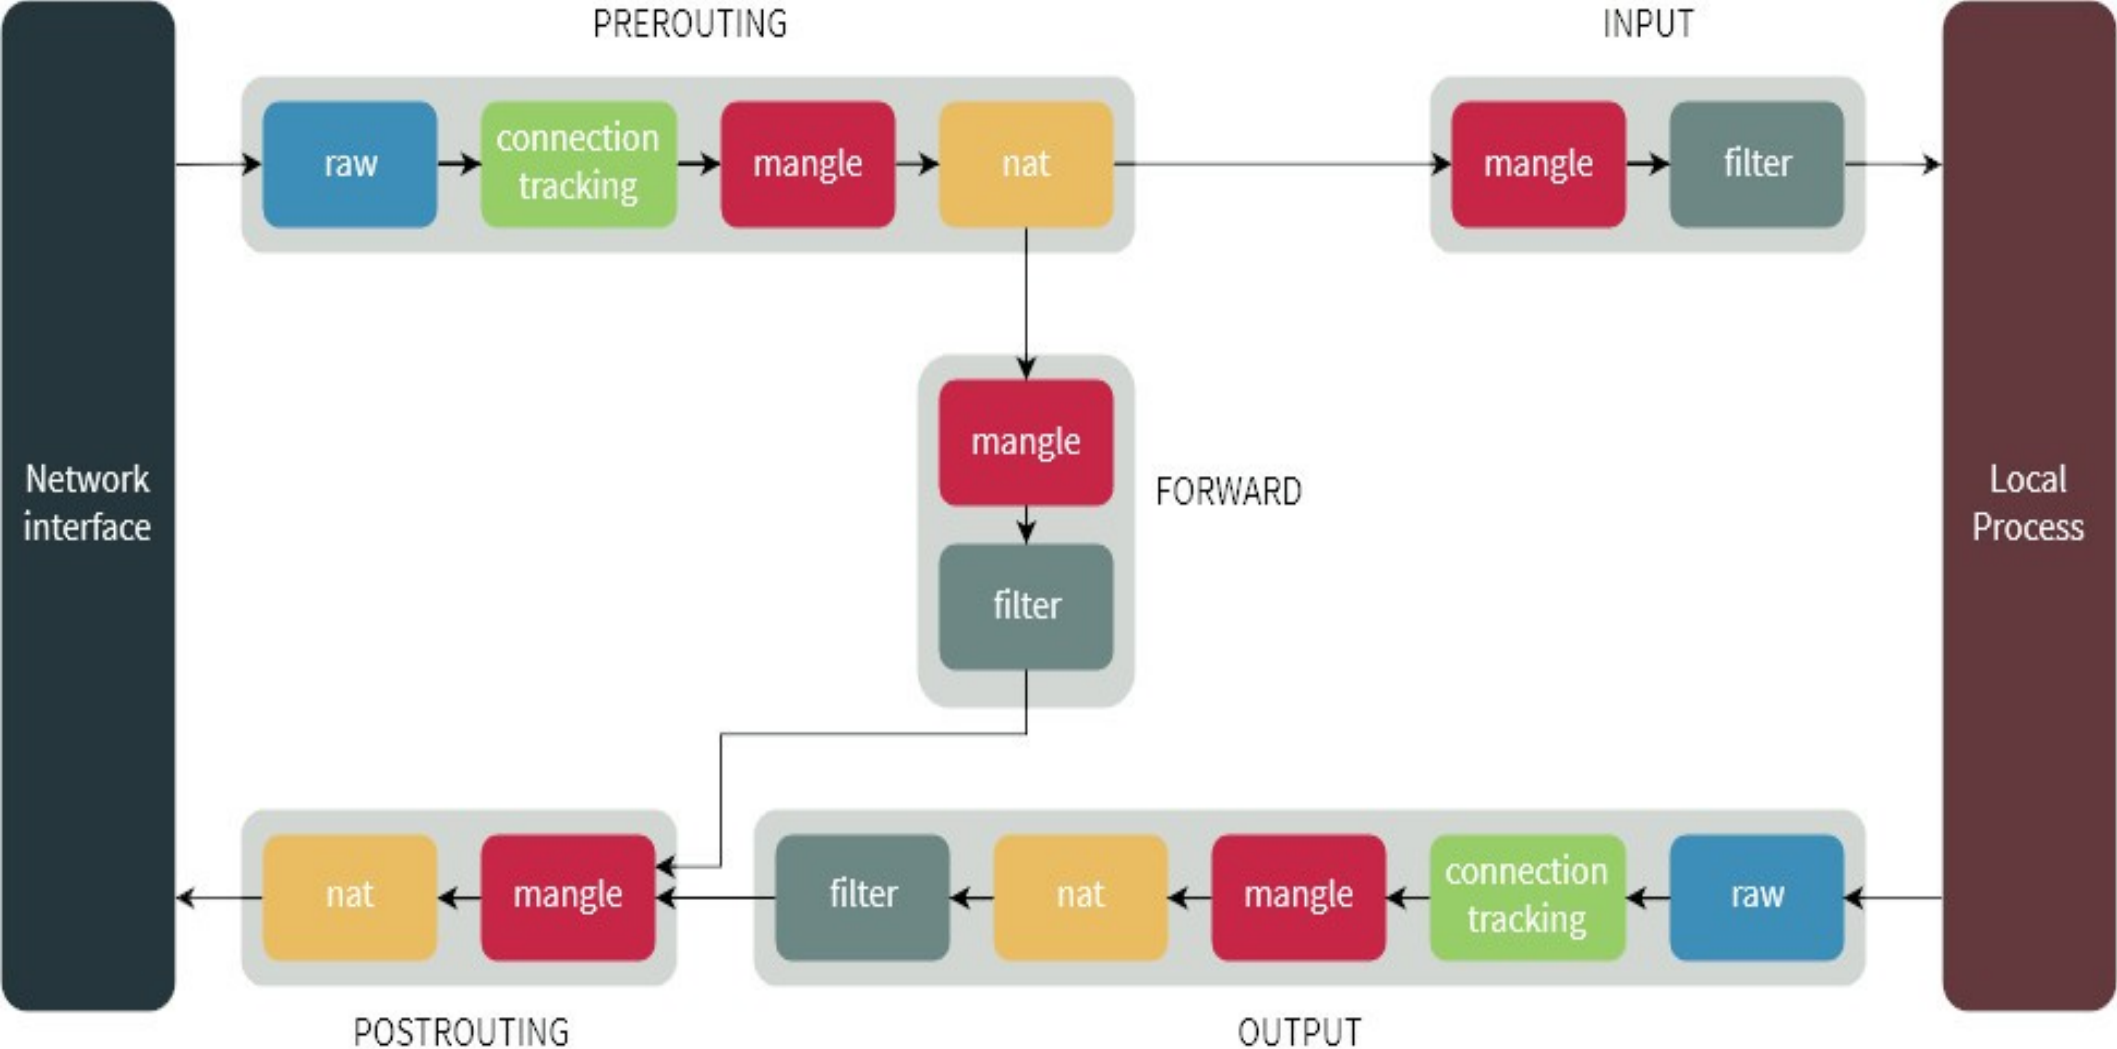 PREROUTING
INPUT
raw
connection
tracking
mangle
nat
mangle
filter
Network
interface
mangle
filter
FORWARD
Local
Process
nat
mangle
filter
nat
mangle
connection
tracking
raw
POSTROUTING
OUTPUT